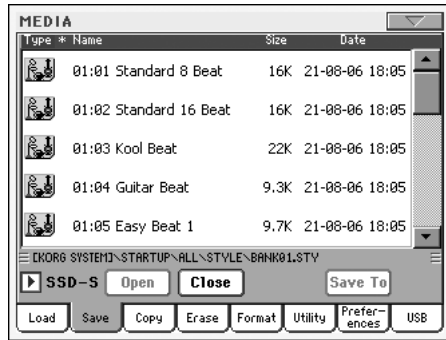 MEDIA
Type * Name Size Date
01:01 Standard 8 Beat 16K 21-08-06 18:05
01:02 Standard 16 Beat 16K 21-08-06 18:05
01:03 Kool Beat 22K 21-08-06 18:05
01:04 Guitar Beat 9.3K 21-08-06 18:05
01:05 Easy Beat 1 9.7K 21-08-06 18:05
[KORG SYSTEM]\STARTUP\ALL\STYLE\BANK01.STY
SSD-S Open Close Save To
Load Save Copy Erase Format Utility Prefer-ences USB